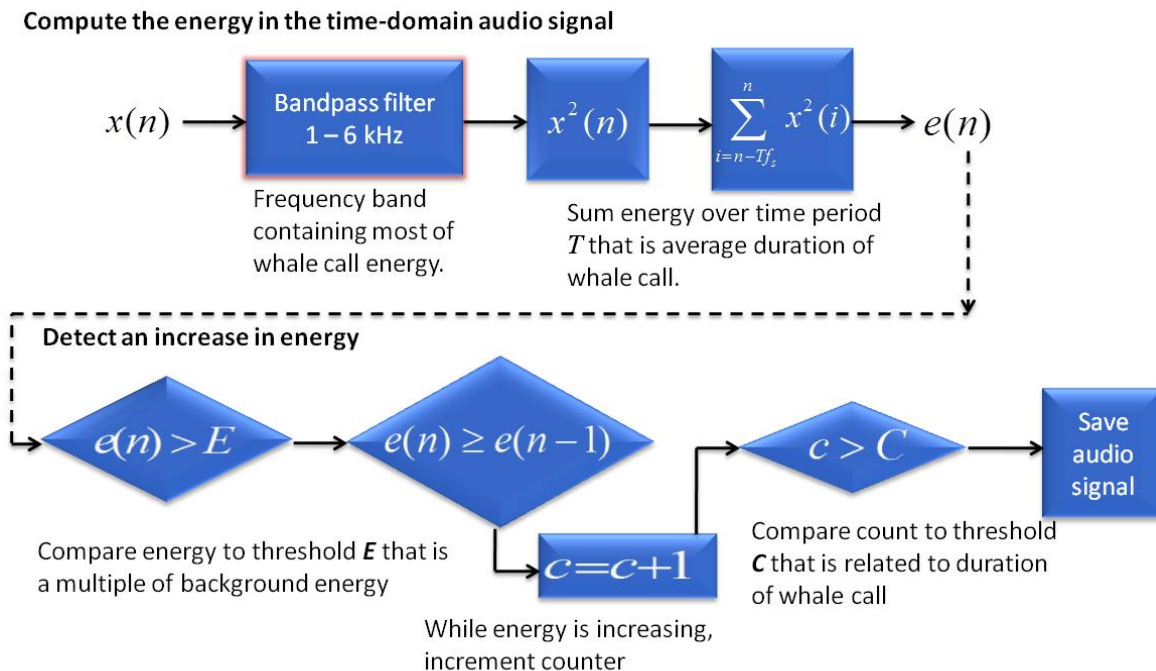 Compute the energy in the time-domain audio signal
x(n)
Bandpass filter
1 – 6 kHz
x²(n)
n
∑ x²(i)
i=n−Tfₛ
e(n)
Frequency band
containing most of
whale call energy.
Sum energy over time period
T that is average duration of
whale call.
Detect an increase in energy
e(n) > E
e(n) ≥ e(n−1)
c=c+1
c > C
Save
audio
signal
Compare energy to threshold E that is
a multiple of background energy
While energy is increasing,
increment counter
Compare count to threshold
C that is related to duration
of whale call